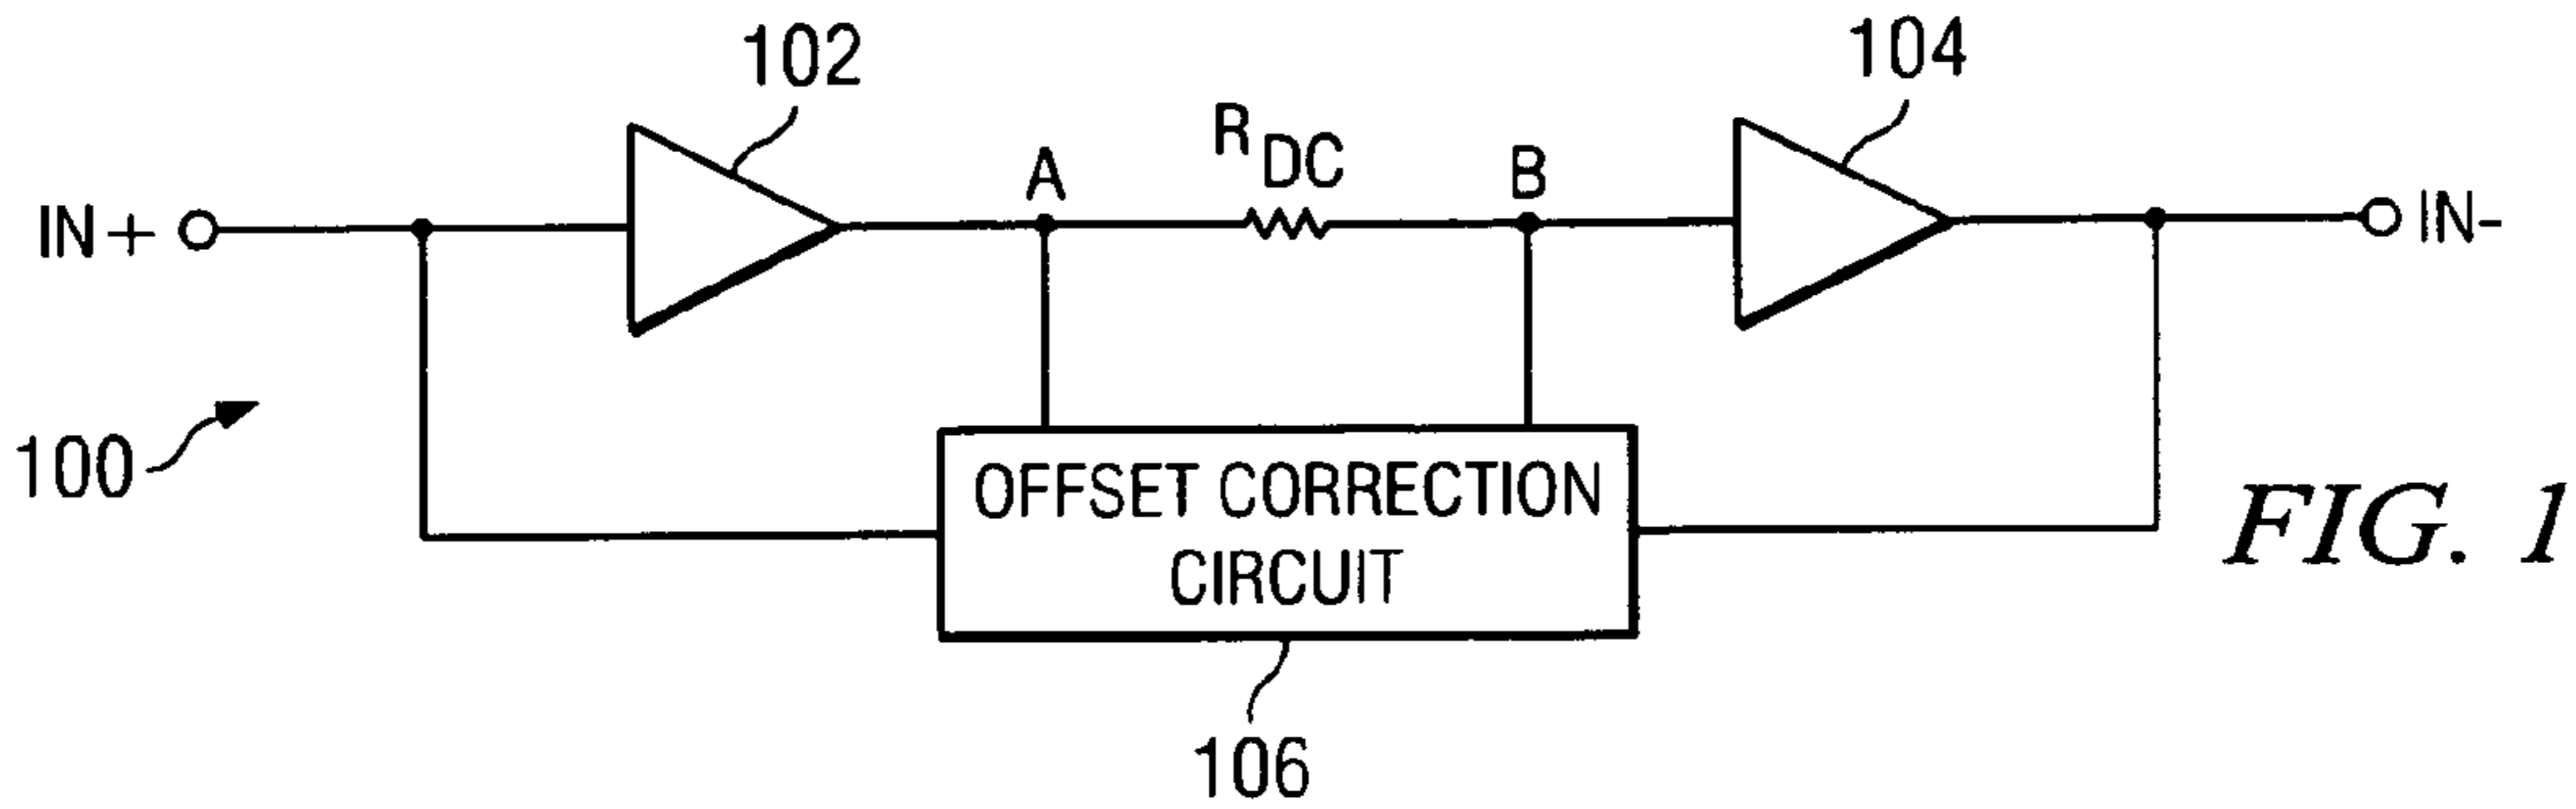 102
104
R DC
A
B
IN+
IN-
100
OFFSET CORRECTION
CIRCUIT
FIG. 1
106